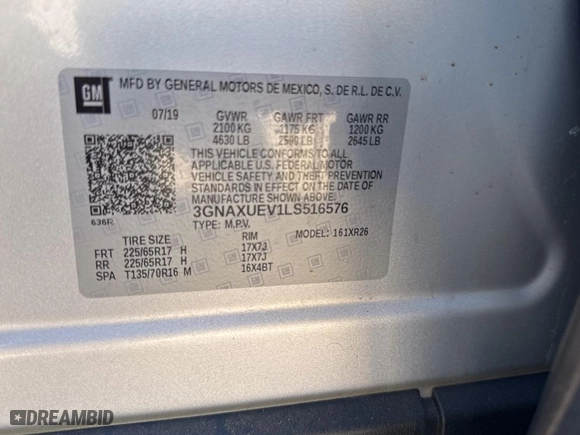 GM
MFD BY GENERAL MOTORS DE MEXICO, S. DE R.L. DE C.V.
07/19 GVWR GAWR FRT GAWR RR
2100 KG 1175 KG 1200 KG
4630 LB 2590 LB 2645 LB
THIS VEHICLE CONFORMS TO ALL
APPLICABLE U.S. FEDERAL MOTOR
VEHICLE SAFETY AND THEFT PREVENTION
STANDARDS IN EFFECT ON THE DATE OF
MANUFACTURE SHOWN ABOVE.
636R 3GNAXUEV1LS516576
TYPE: M.P.V. MODEL: 161XR26
TIRE SIZE RIM
FRT 225/65R17 H 17X7J
RR 225/65R17 H 17X7J
SPA T135/70R16 M 16X4BT
DREAMBID